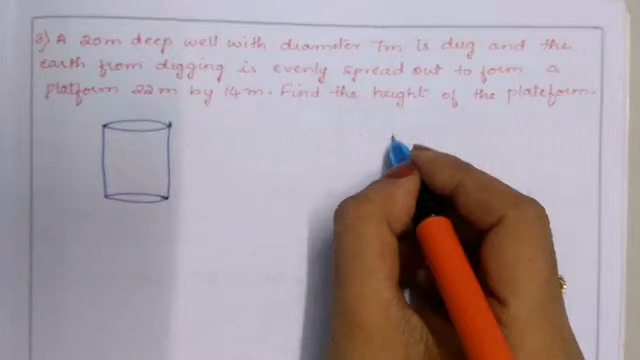 3) A 20m deep well with diameter 7m is dug and the
earth from digging is evenly spread out to form a
platform 22m by 14m. Find the height of the plateform.